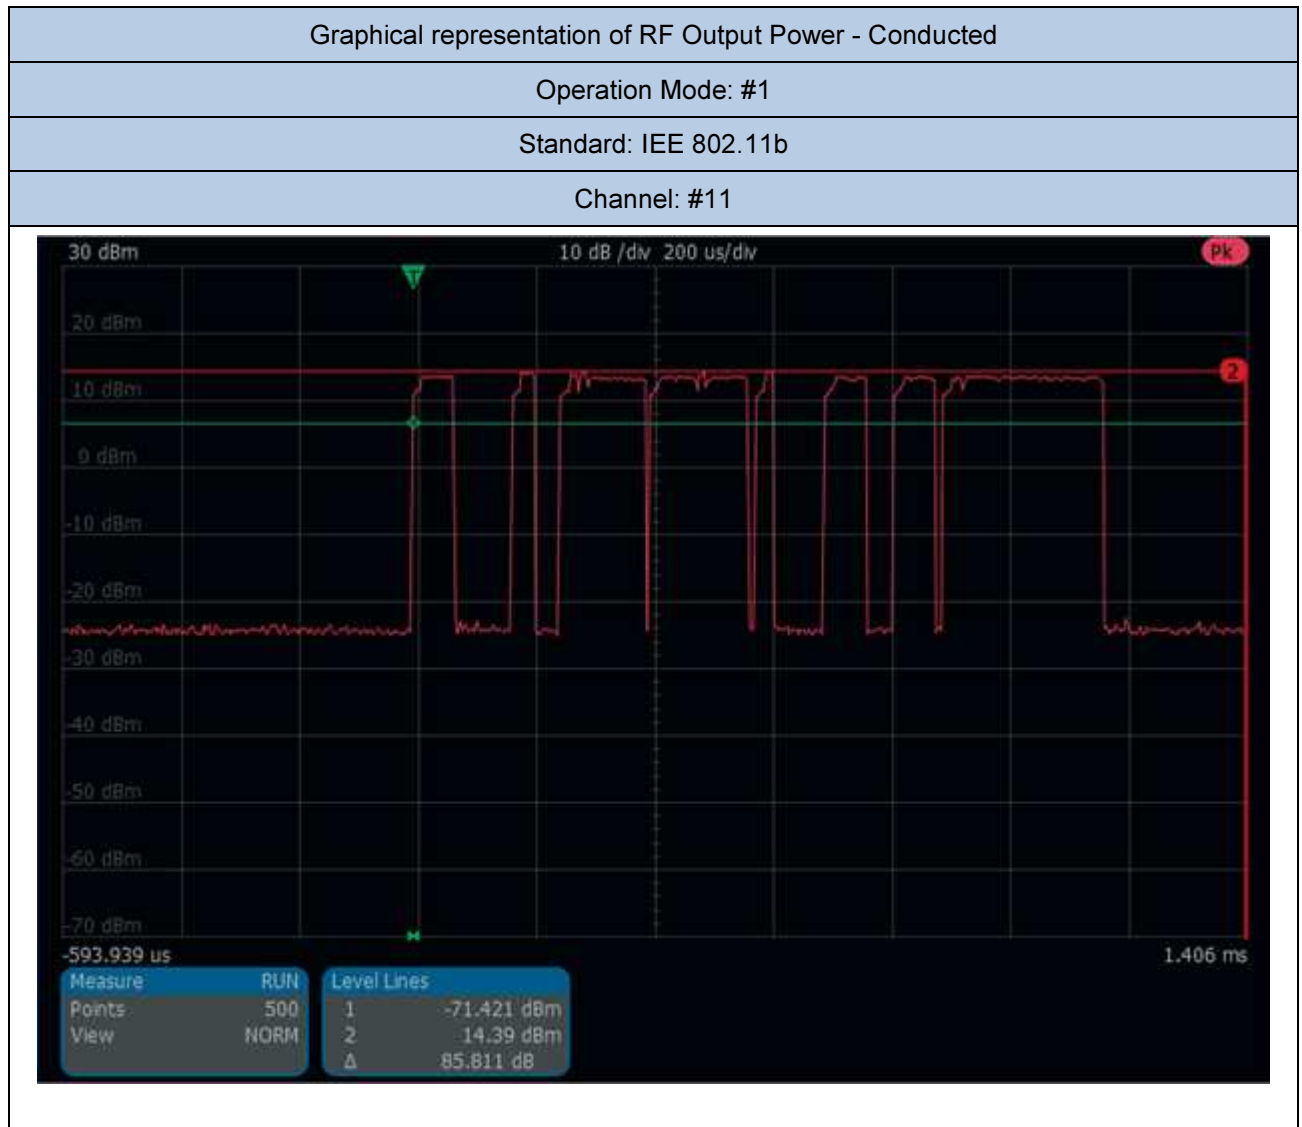 Graphical representation of RF Output Power - Conducted
Operation Mode: #1
Standard: IEE 802.11b
Channel: #11
30 dBm 10 dB /div 200 us/div Pk
T
20 dBm
2
10 dBm
0 dBm
-10 dBm
-20 dBm
-30 dBm
-40 dBm
-50 dBm
-60 dBm
-70 dBm
-593.939 us 1.406 ms
Measure RUN Level Lines
Points 500 1 -71.421 dBm
View NORM 2 14.39 dBm
Δ 85.811 dB